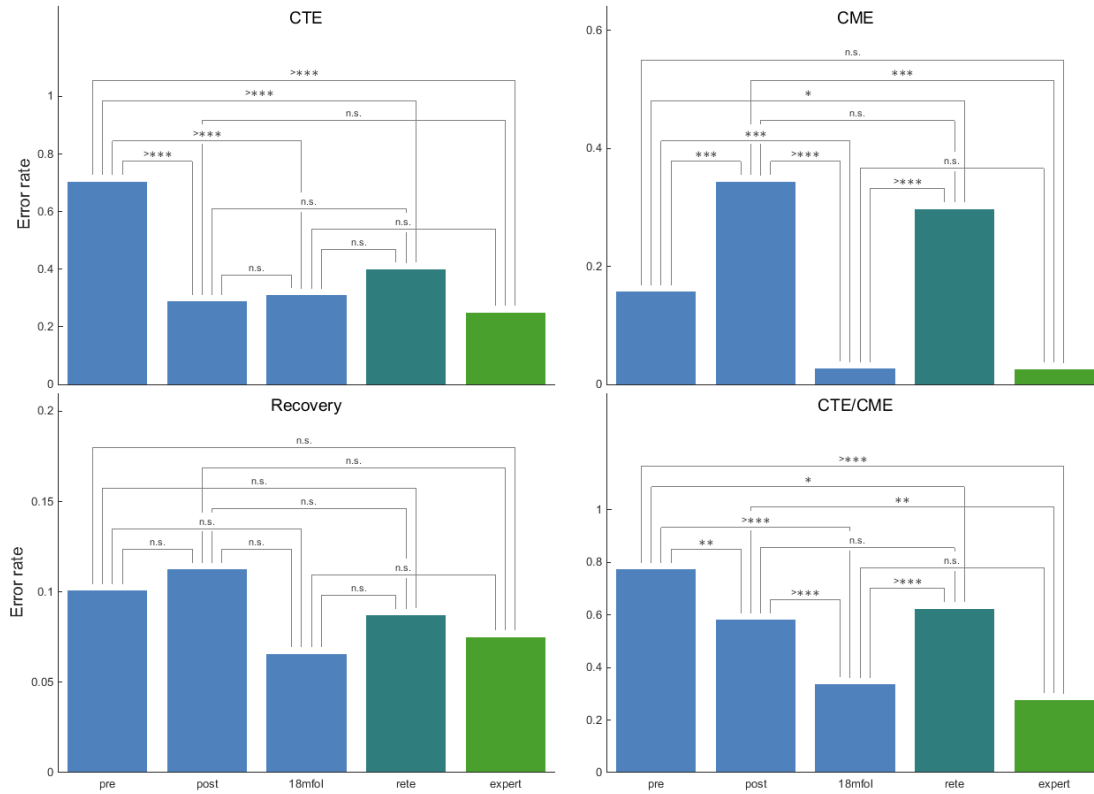 CTE
Error rate
1
0.8
0.6
0.4
0.2
0
>***
>***
n.s.
>***
>***
n.s.
n.s.
n.s.
n.s.
CME
0.6
0.4
0.2
0
n.s.
***
*
n.s.
***
***
>***
n.s.
>***
Recovery
Error rate
0.2
0.15
0.1
0.05
0
n.s.
n.s.
n.s.
n.s.
n.s.
n.s.
n.s.
n.s.
n.s.
pre
post
18mfol
rete
expert
CTE/CME
1
0.8
0.6
0.4
0.2
0
>***
*
**
>***
**
n.s.
n.s.
>***
>***
pre
post
18mfol
rete
expert